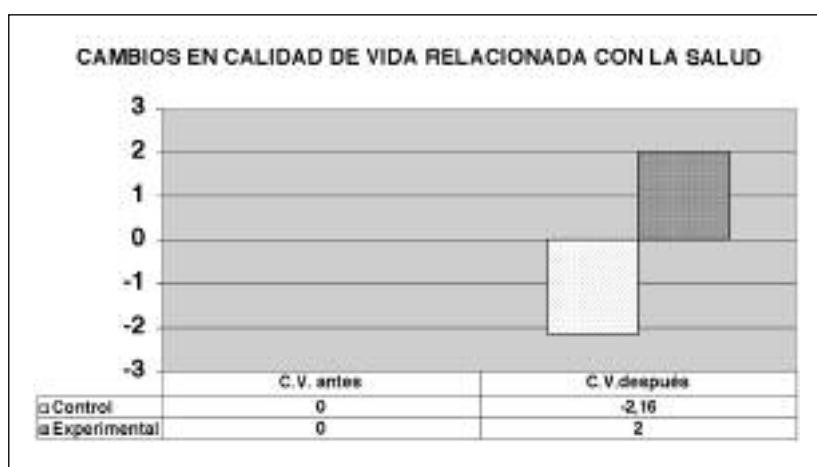 CAMBIOS EN CALIDAD DE VIDA RELACIONADA CON LA SALUD
3
2
1
0
-1
-2
-3
C.V. antes C.V.después
Control 0 -2,16
Experimental 0 2